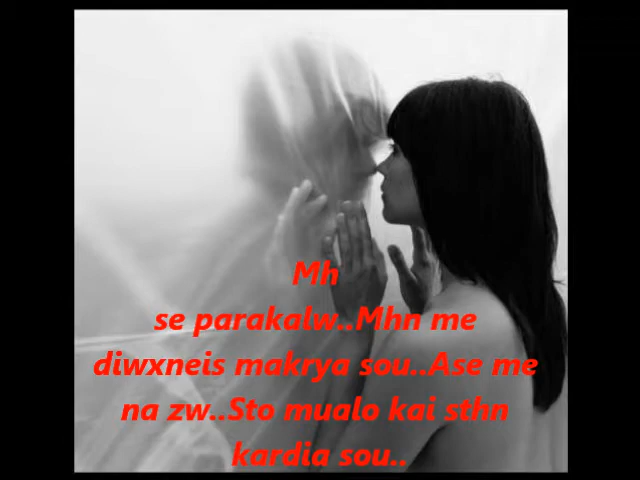 Mh
se parakalw..Mhn me
diwxneis makrya sou..Ase me
na zw..Sto mualo kai sthn
kardia sou..